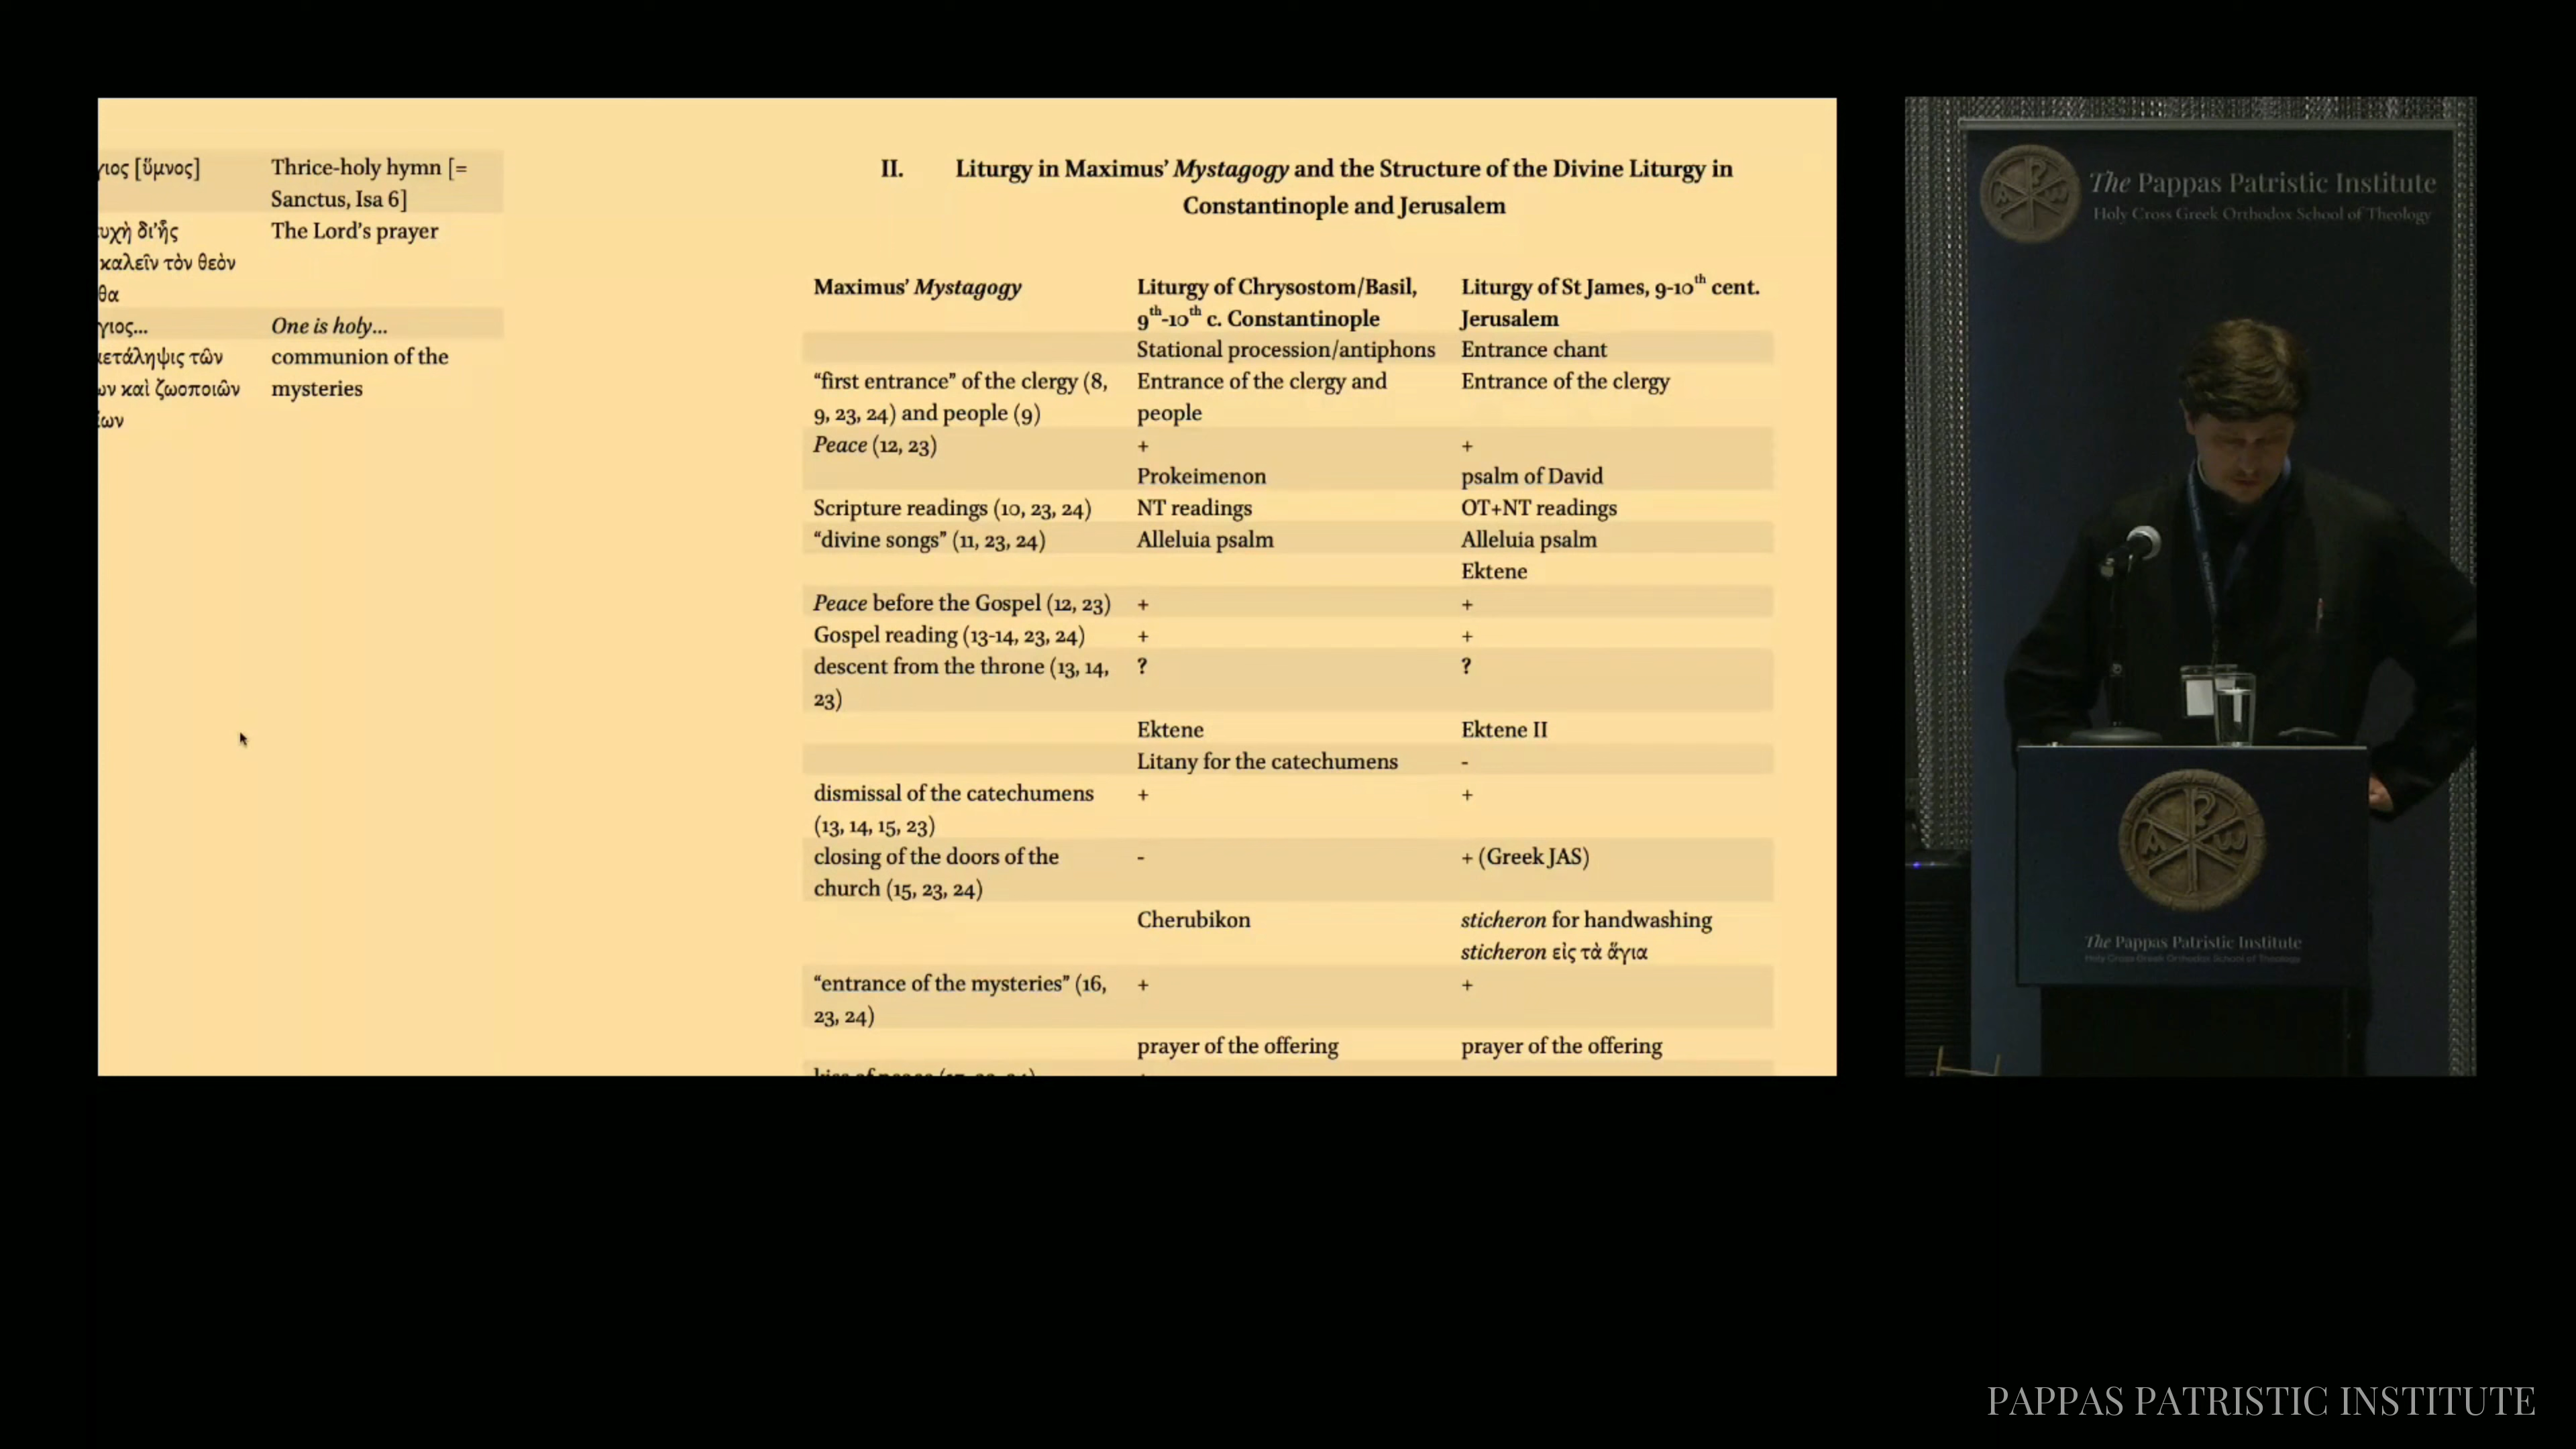 γιος [ὕμνος] Thrice-holy hymn [=
Sanctus, Isa 6]
υχὴ δι’ἧς The Lord’s prayer
καλεῖν τὸν θεὸν
θα
γιος... One is holy...
ετάληψις τῶν communion of the
ων καὶ ζωοποιῶν mysteries
ίων
II. Liturgy in Maximus’ Mystagogy and the Structure of the Divine Liturgy in
Constantinople and Jerusalem
Maximus’ Mystagogy Liturgy of Chrysostom/Basil, Liturgy of St James, 9-10th cent.
9th-10th c. Constantinople Jerusalem
Stational procession/antiphons Entrance chant
“first entrance” of the clergy (8, Entrance of the clergy and Entrance of the clergy
9, 23, 24) and people (9) people
Peace (12, 23) + +
Prokeimenon psalm of David
Scripture readings (10, 23, 24) NT readings OT+NT readings
“divine songs” (11, 23, 24) Alleluia psalm Alleluia psalm
Ektene
Peace before the Gospel (12, 23) + +
Gospel reading (13-14, 23, 24) + +
descent from the throne (13, 14, ? ?
23)
Ektene Ektene II
Litany for the catechumens -
dismissal of the catechumens + +
(13, 14, 15, 23)
closing of the doors of the - + (Greek JAS)
church (15, 23, 24)
Cherubikon sticheron for handwashing
sticheron εἰς τὰ ἅγια
“entrance of the mysteries” (16, + +
23, 24)
prayer of the offering prayer of the offering
The Pappas Patristic Institute
Holy Cross Greek Orthodox School of Theology
The Pappas Patristic Institute
Holy Cross Greek Orthodox School of Theology
PAPPAS PATRISTIC INSTITUTE